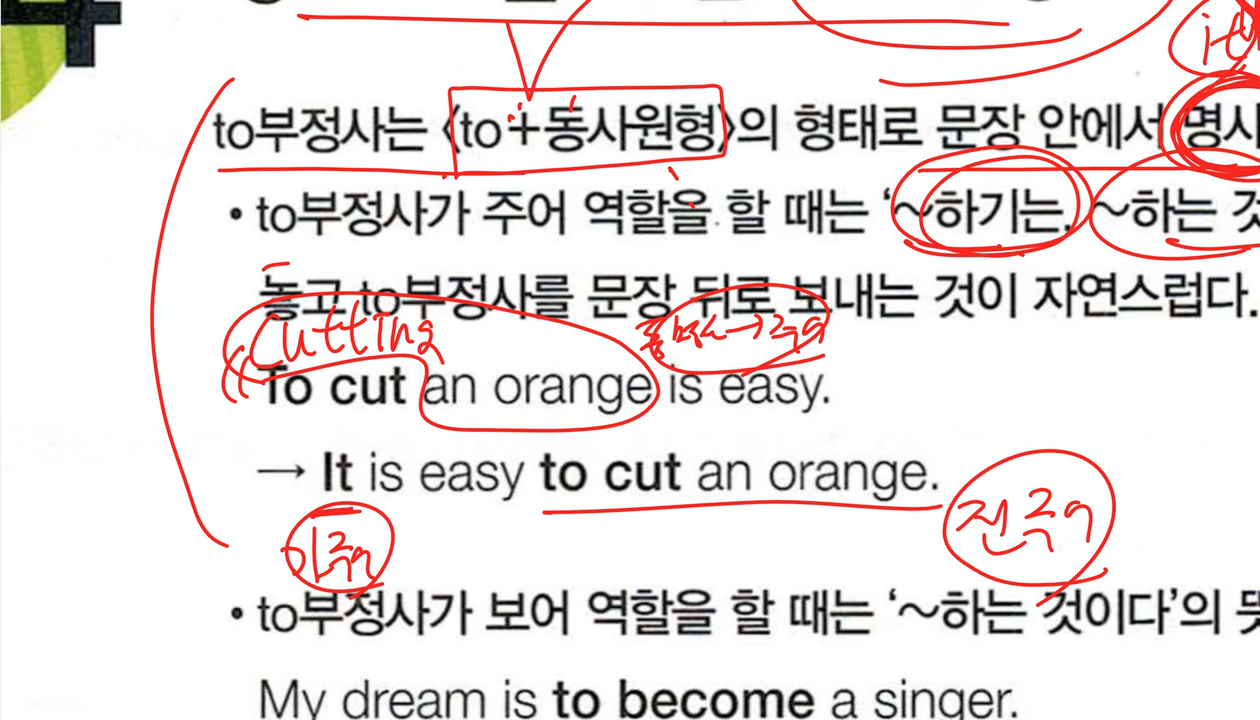 to부정사는 〈to+동사원형〉의 형태로 문장 안에서 명사
• to부정사가 주어 역할을 할 때는 ‘~하기는, ~하는 것
놓고 to부정사를 문장 뒤로 보내는 것이 자연스럽다.
Cutting 동명사→주어
To cut an orange is easy.
→ It is easy to cut an orange.
가주어 진주어
• to부정사가 보어 역할을 할 때는 ‘~하는 것이다’의 뜻
My dream is to become a singer.